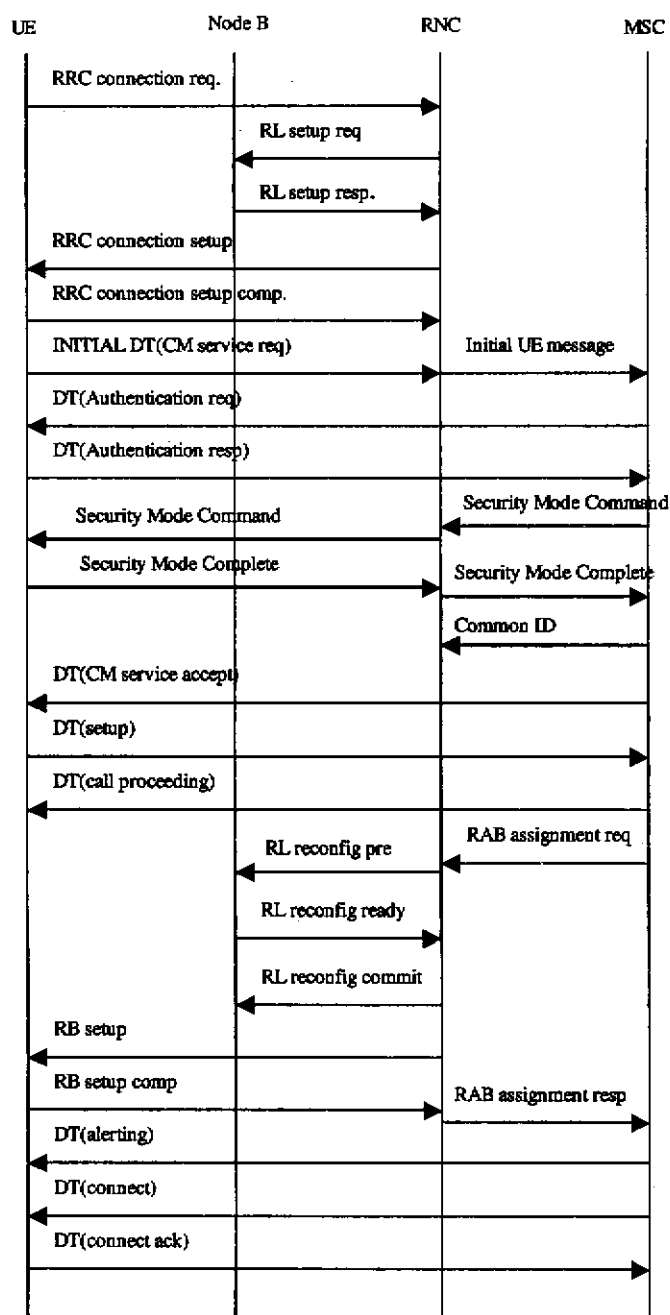 UE
Node B
RNC
MSC
RRC connection req.
RL setup req
RL setup resp.
RRC connection setup
RRC connection setup comp.
INITIAL DT(CM service req)
Initial UE message
DT(Authentication req)
DT(Authentication resp)
Security Mode Command
Security Mode Command
Security Mode Complete
Security Mode Complete
Common ID
DT(CM service accept)
DT(setup)
DT(call proceeding)
RAB assignment req
RL reconfig pre
RL reconfig ready
RL reconfig commit
RB setup
RB setup comp
RAB assignment resp
DT(alerting)
DT(connect)
DT(connect ack)